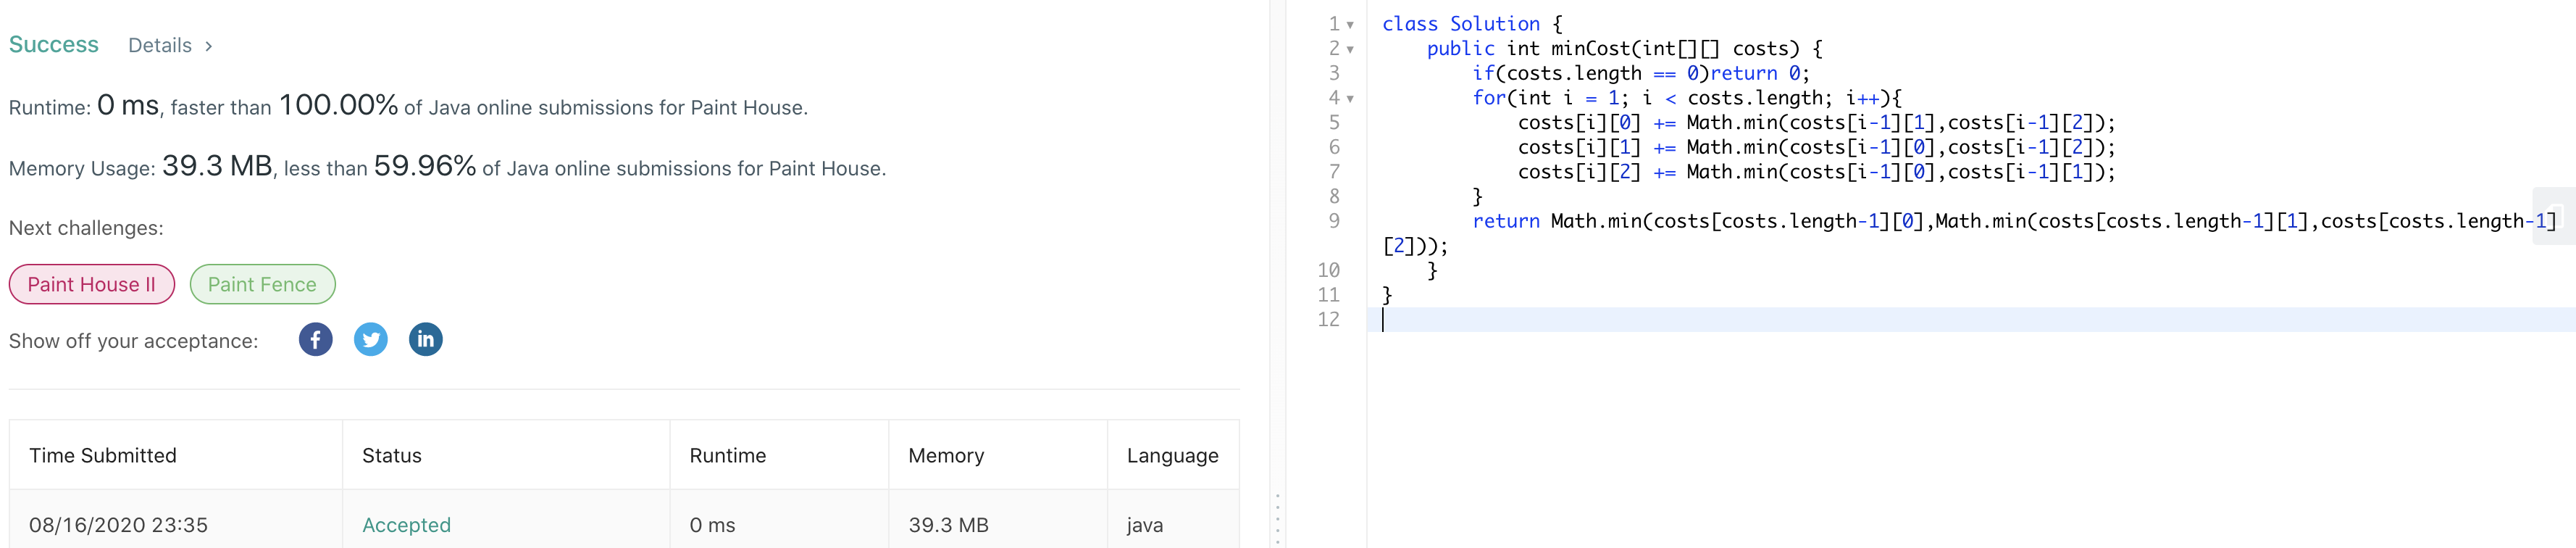 Success Details >
Runtime: 0 ms, faster than 100.00% of Java online submissions for Paint House.
Memory Usage: 39.3 MB, less than 59.96% of Java online submissions for Paint House.
Next challenges:
Paint House II Paint Fence
Show off your acceptance: f in
Time Submitted Status Runtime Memory Language
08/16/2020 23:35 Accepted 0 ms 39.3 MB java
1 class Solution {
2     public int minCost(int[][] costs) {
3         if(costs.length == 0)return 0;
4         for(int i = 1; i < costs.length; i++){
5             costs[i][0] += Math.min(costs[i-1][1],costs[i-1][2]);
6             costs[i][1] += Math.min(costs[i-1][0],costs[i-1][2]);
7             costs[i][2] += Math.min(costs[i-1][0],costs[i-1][1]);
8         }
9         return Math.min(costs[costs.length-1][0],Math.min(costs[costs.length-1][1],costs[costs.length-1]
[2]));
10     }
11 }
12